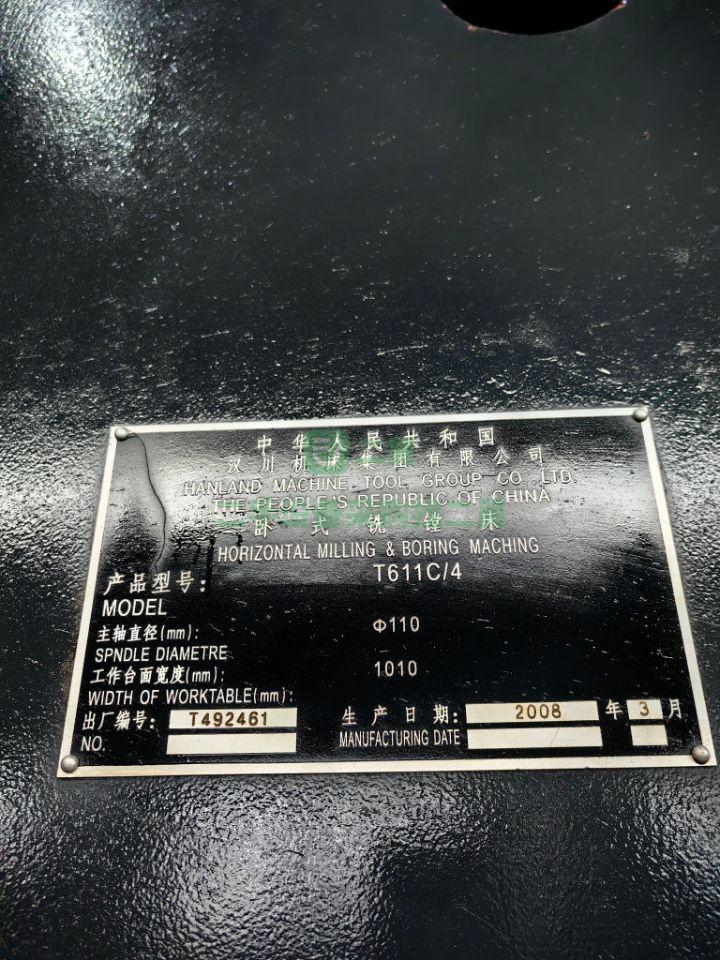 中华人民共和国
汉川机床集团有限公司
HANLAND MACHINE TOOL GROUP CO. LTD.
THE PEOPLE'S REPUBLIC OF CHINA
卧式铣镗床
HORIZONTAL MILLING & BORING MACHING
产品型号: T611C/4
MODEL
主轴直径(mm): Φ110
SPNDLE DIAMETRE
工作台面宽度(mm): 1010
WIDTH OF WORKTABLE(mm):
出厂编号: T492461 生产日期: 2008 年 3 月
NO. MANUFACTURING DATE